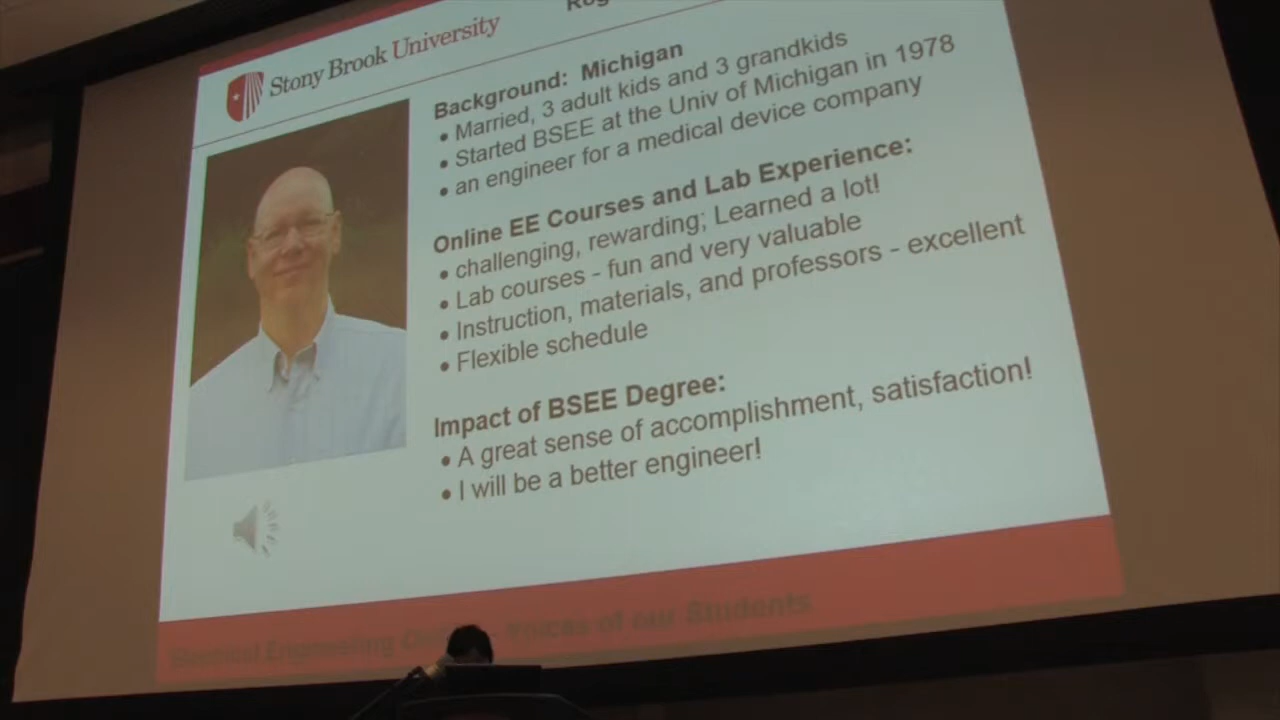 Stony Brook University
Background: Michigan
• Married, 3 adult kids and 3 grandkids
• Started BSEE at the Univ of Michigan in 1978
• an engineer for a medical device company
Online EE Courses and Lab Experience:
• challenging, rewarding; Learned a lot!
• Lab courses - fun and very valuable
• Instruction, materials, and professors - excellent
• Flexible schedule
Impact of BSEE Degree:
• A great sense of accomplishment, satisfaction!
• I will be a better engineer!
Electrical Engineering - Voices of our Students